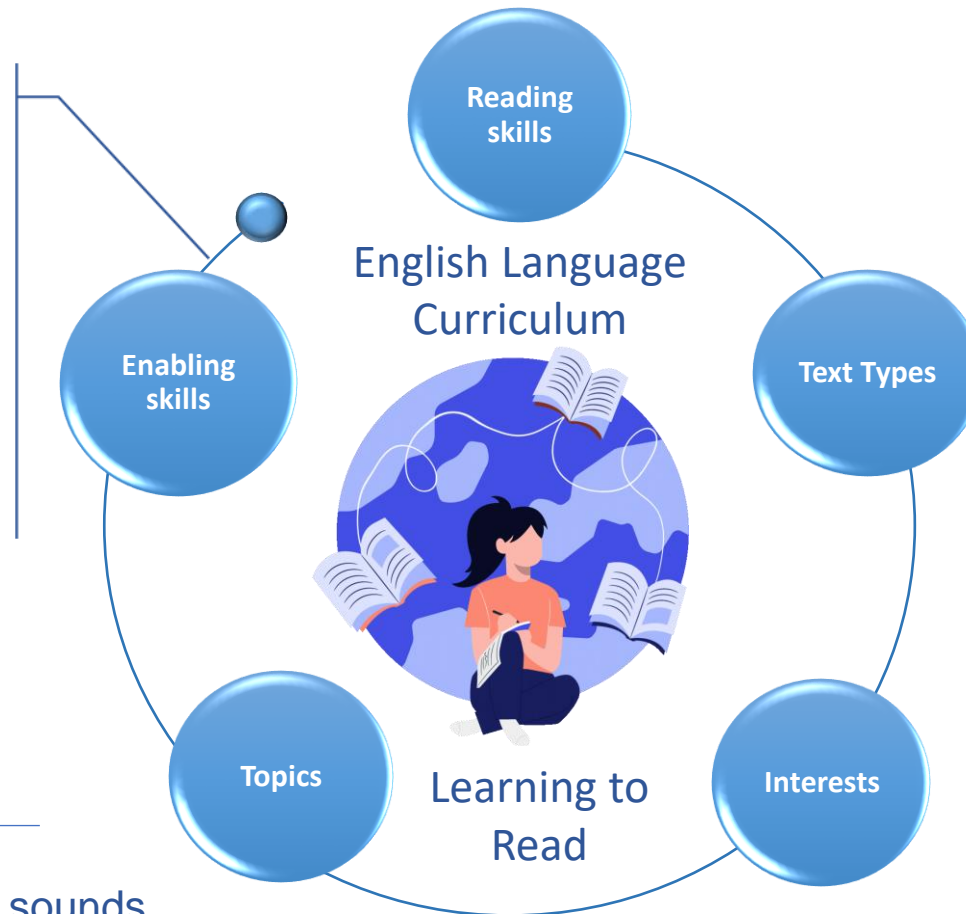 Reading
skills
English Language
Curriculum
Enabling
skills
Text Types
Topics
Interests
Learning to
Read
sounds